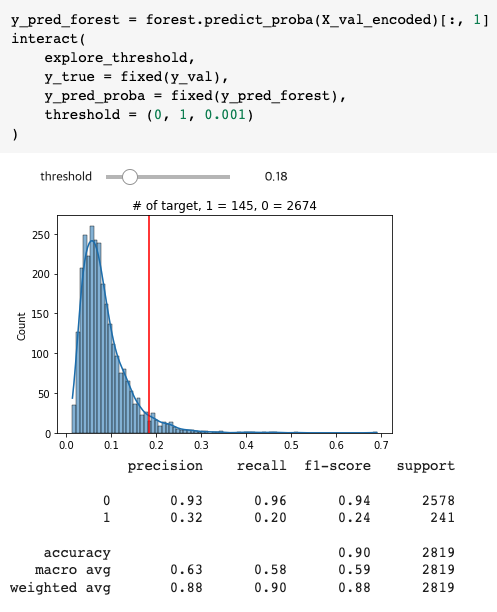 y_pred_forest = forest.predict_proba(X_val_encoded)[:, 1]
interact(
    explore_threshold,
    y_true = fixed(y_val),
    y_pred_proba = fixed(y_pred_forest),
    threshold = (0, 1, 0.001)
)
threshold 0.18
# of target, 1 = 145, 0 = 2674
250
200
150
100
50
0
Count
0.0 0.1 0.2 0.3 0.4 0.5 0.6 0.7
precision recall f1-score support
0 0.93 0.96 0.94 2578
1 0.32 0.20 0.24 241
accuracy 0.90 2819
macro avg 0.63 0.58 0.59 2819
weighted avg 0.88 0.90 0.88 2819